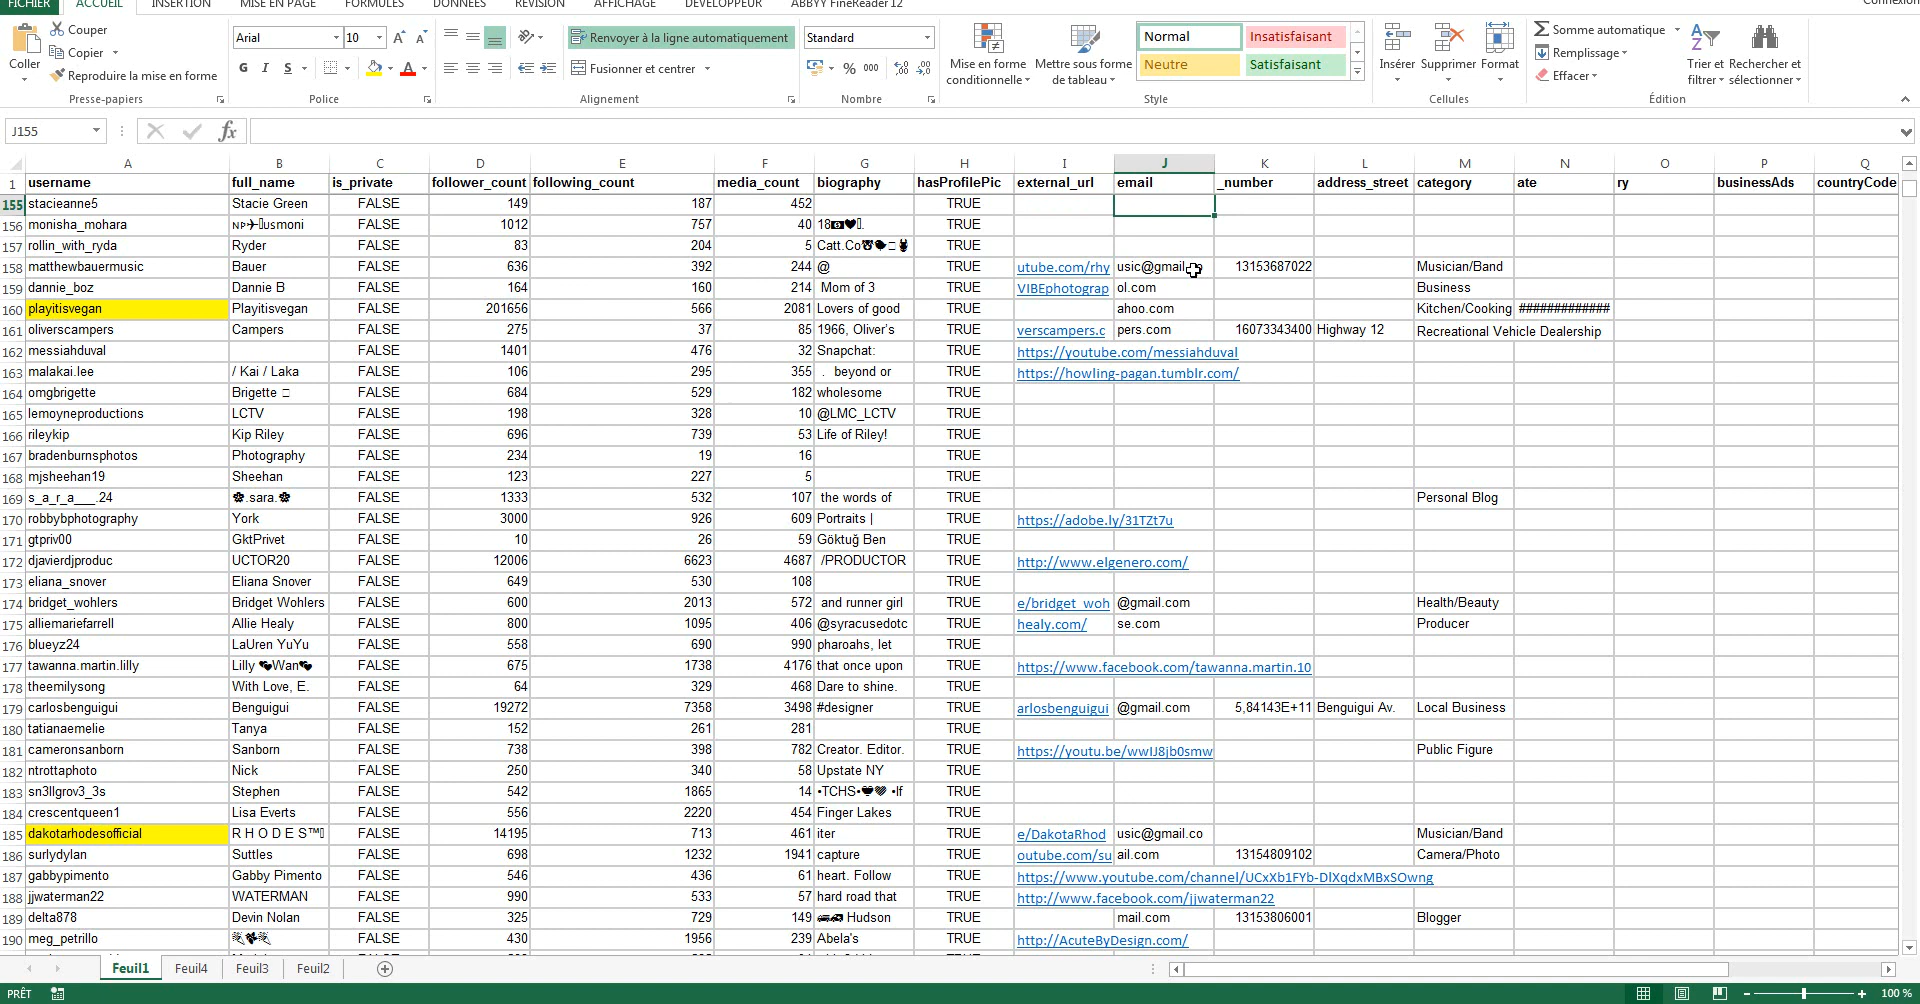 FICHIER ACCUEIL INSERTION MISE EN PAGE FORMULES DONNÉES RÉVISION AFFICHAGE DÉVELOPPEUR ABBYY FineReader 12 Connexion
Coller
Couper
Copier
Reproduire la mise en forme
Presse-papiers
Arial 10
G I S
Police
Renvoyer à la ligne automatiquement
Fusionner et centrer
Alignement
Standard
% 000
Nombre
Mise en forme conditionnelle
Mettre sous forme de tableau
Normal Insatisfaisant
Neutre Satisfaisant
Style
Insérer Supprimer Format
Cellules
Somme automatique
Remplissage
Effacer
Trier et filtrer
Rechercher et sélectionner
Édition
J155 fx
A B C D E F G H I J K L M N O P Q
1 username full_name is_private follower_count following_count media_count biography hasProfilePic external_url email _number address_street category ate ry businessAds countryCode
155 stacieanne5 Stacie Green FALSE 149 187 452 TRUE
156 monisha_mohara usmoni FALSE 1012 757 40 18 TRUE
157 rollin_with_ryda Ryder FALSE 83 204 5 Catt.Co TRUE
158 matthewbauermusic Bauer FALSE 636 392 244 @ TRUE utube.com/rhy usic@gmail 13153687022 Musician/Band
159 dannie_boz Dannie B FALSE 164 160 214 Mom of 3 TRUE VIBEphotograp ol.com Business
160 playitisvegan Playitisvegan FALSE 201656 566 2081 Lovers of good TRUE ahoo.com Kitchen/Cooking #############
161 oliverscampers Campers FALSE 275 37 85 1966, Oliver's TRUE verscampers.c pers.com 16073343400 Highway 12 Recreational Vehicle Dealership
162 messiahduval FALSE 1401 476 32 Snapchat: TRUE https://youtube.com/messiahduval
163 malakai.lee / Kai / Laka FALSE 106 295 355 . beyond or TRUE https://howling-pagan.tumblr.com/
164 omgbrigette Brigette FALSE 684 529 182 wholesome TRUE
165 lemoyneproductions LCTV FALSE 198 328 10 @LMC_LCTV TRUE
166 rileykip Kip Riley FALSE 696 739 53 Life of Riley! TRUE
167 bradenburnsphotos Photography FALSE 234 19 16 TRUE
168 mjsheehan19 Sheehan FALSE 123 227 5 TRUE
169 s_a_r_a___.24 ✿.sara.✿ FALSE 1333 532 107 the words of TRUE Personal Blog
170 robbybphotography York FALSE 3000 926 609 Portraits | TRUE https://adobe.ly/31TZt7u
171 gtpriv00 GktPrivet FALSE 10 26 59 Göktuğ Ben TRUE
172 djavierdjproduc UCTOR20 FALSE 12006 6623 4687 /PRODUCTOR TRUE http://www.elgenero.com/
173 eliana_snover Eliana Snover FALSE 649 530 108 TRUE
174 bridget_wohlers Bridget Wohlers FALSE 600 2013 572 and runner girl TRUE e/bridget_woh @gmail.com Health/Beauty
175 alliemariefarrell Allie Healy FALSE 800 1095 406 @syracusedotc TRUE healy.com/ se.com Producer
176 blueyz24 LaUren YuYu FALSE 558 690 990 pharoahs, let TRUE
177 tawanna.martin.lilly Lilly Wan FALSE 675 1738 4176 that once upon TRUE https://www.facebook.com/tawanna.martin.10
178 theemilysong With Love, E. FALSE 64 329 468 Dare to shine. TRUE
179 carlosbenguigui Benguigui FALSE 19272 7358 3498 #designer TRUE arlosbenguigui @gmail.com 5,84143E+11 Benguigui Av. Local Business
180 tatianaemelie Tanya FALSE 152 261 281 TRUE
181 cameronsanborn Sanborn FALSE 738 398 782 Creator. Editor. TRUE https://youtu.be/wwIJ8jb0smw Public Figure
182 ntrottaphoto Nick FALSE 250 340 58 Upstate NY TRUE
183 sn3llgrov3_3s Stephen FALSE 542 1865 14 •TCHS• •If TRUE
184 crescentqueen1 Lisa Everts FALSE 556 2220 454 Finger Lakes TRUE
185 dakotarhodesofficial R H O D E S™ FALSE 14195 713 461 iter TRUE e/DakotaRhod usic@gmail.co Musician/Band
186 surlydylan Suttles FALSE 698 1232 1941 capture TRUE outube.com/su ail.com 13154809102 Camera/Photo
187 gabbypimento Gabby Pimento FALSE 546 436 61 heart. Follow TRUE https://www.youtube.com/channel/UCxXb1FYb-DlXqdxMBxSOwng
188 jjwaterman22 WATERMAN FALSE 990 533 57 hard road that TRUE http://www.facebook.com/jjwaterman22
189 delta878 Devin Nolan FALSE 325 729 149 Hudson TRUE mail.com 13153806001 Blogger
190 meg_petrillo FALSE 430 1956 239 Abela's TRUE http://AcuteByDesign.com/
Feuil1 Feuil4 Feuil3 Feuil2
PRÊT 100 %